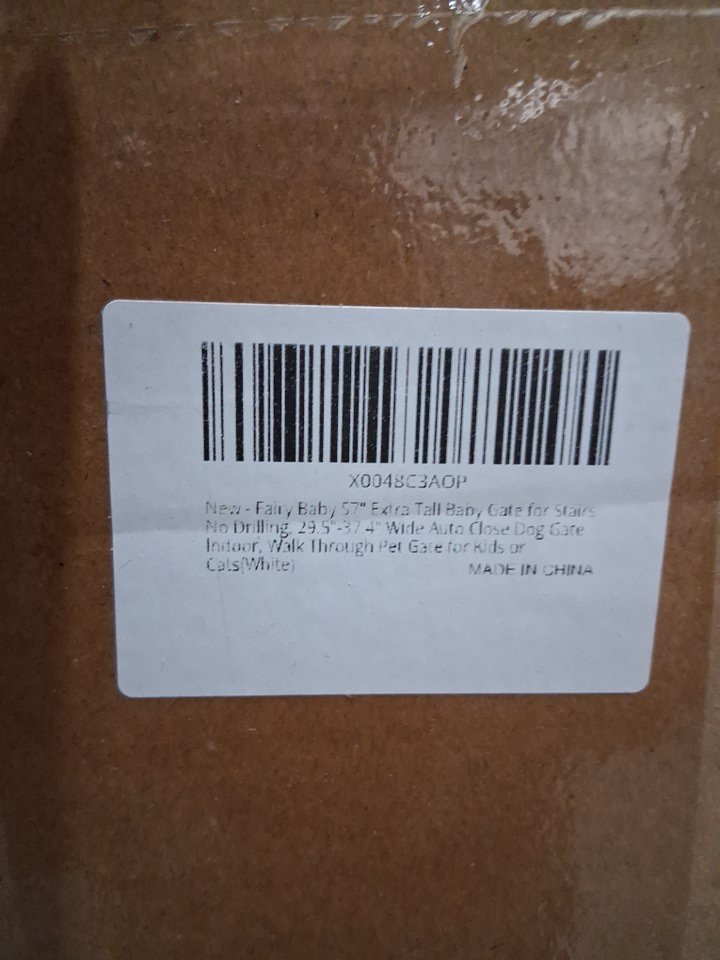 X0048C3AOP
New - Fairy Baby 57" Extra Tall Baby Gate for Stairs
No Drilling, 29.5"-37.4" Wide Auto Close Dog Gate
Indoor, Walk Through Pet Gate for Kids or
Cats(White)
MADE IN CHINA